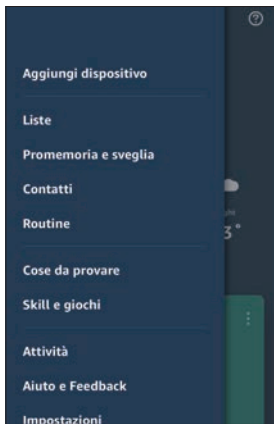 Aggiungi dispositivo
Liste
Promemoria e sveglia
Contatti
Routine
Cose da provare
Skill e giochi
Attività
Aiuto e Feedback
Impostazioni